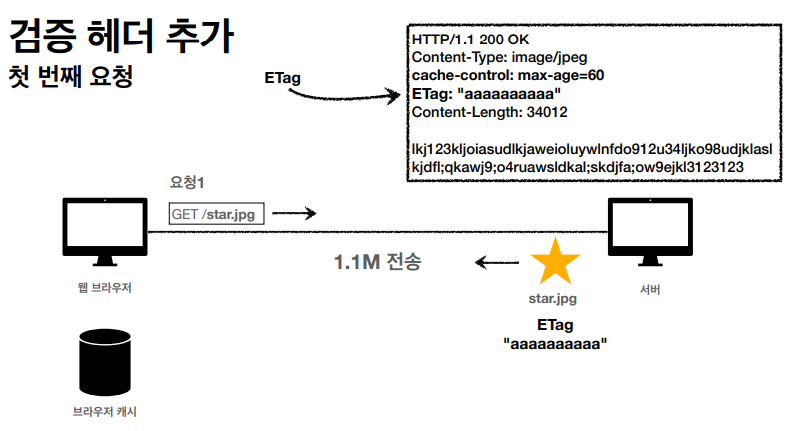 검증 헤더 추가
첫 번째 요청
ETag
HTTP/1.1 200 OK
Content-Type: image/jpeg
cache-control: max-age=60
ETag: "aaaaaaaaaa"
Content-Length: 34012
lkj123kljoiasudlkjaweioluywlnfdo912u34ljko98udjklasl
kjdfl;qkawj9;o4ruawsldkal;skdjfa;ow9ejkl3123123
요청1
GET /star.jpg
1.1M 전송
웹 브라우저
star.jpg
서버
ETag
"aaaaaaaaaa"
브라우저 캐시